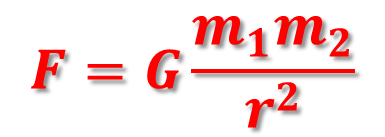 F = G m₁m₂ / r²